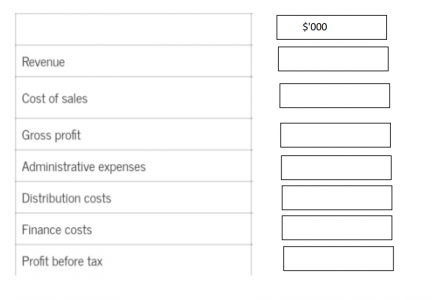 $'000
Revenue
Cost of sales
Gross profit
Administrative expenses
Distribution costs
Finance costs
Profit before tax